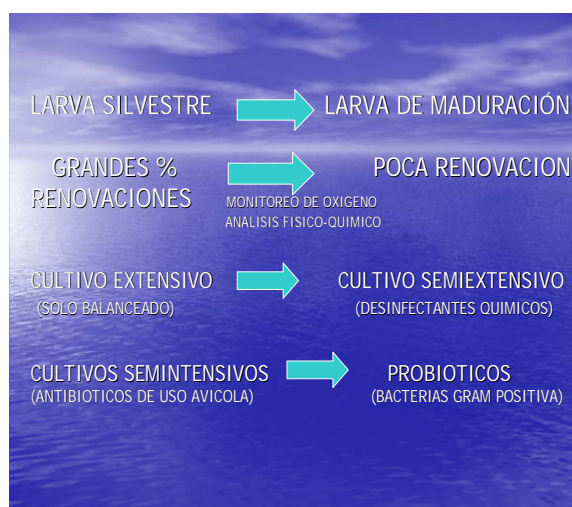 LARVA SILVESTRE LARVA DE MADURACIÓN
GRANDES % POCA RENOVACION
RENOVACIONES
MONITOREO DE OXIGENO
ANALISIS FISICO-QUIMICO
CULTIVO EXTENSIVO CULTIVO SEMIEXTENSIVO
(SOLO BALANCEADO) (DESINFECTANTES QUIMICOS)
CULTIVOS SEMINTENSIVOS PROBIOTICOS
(ANTIBIOTICOS DE USO AVICOLA) (BACTERIAS GRAM POSITIVA)